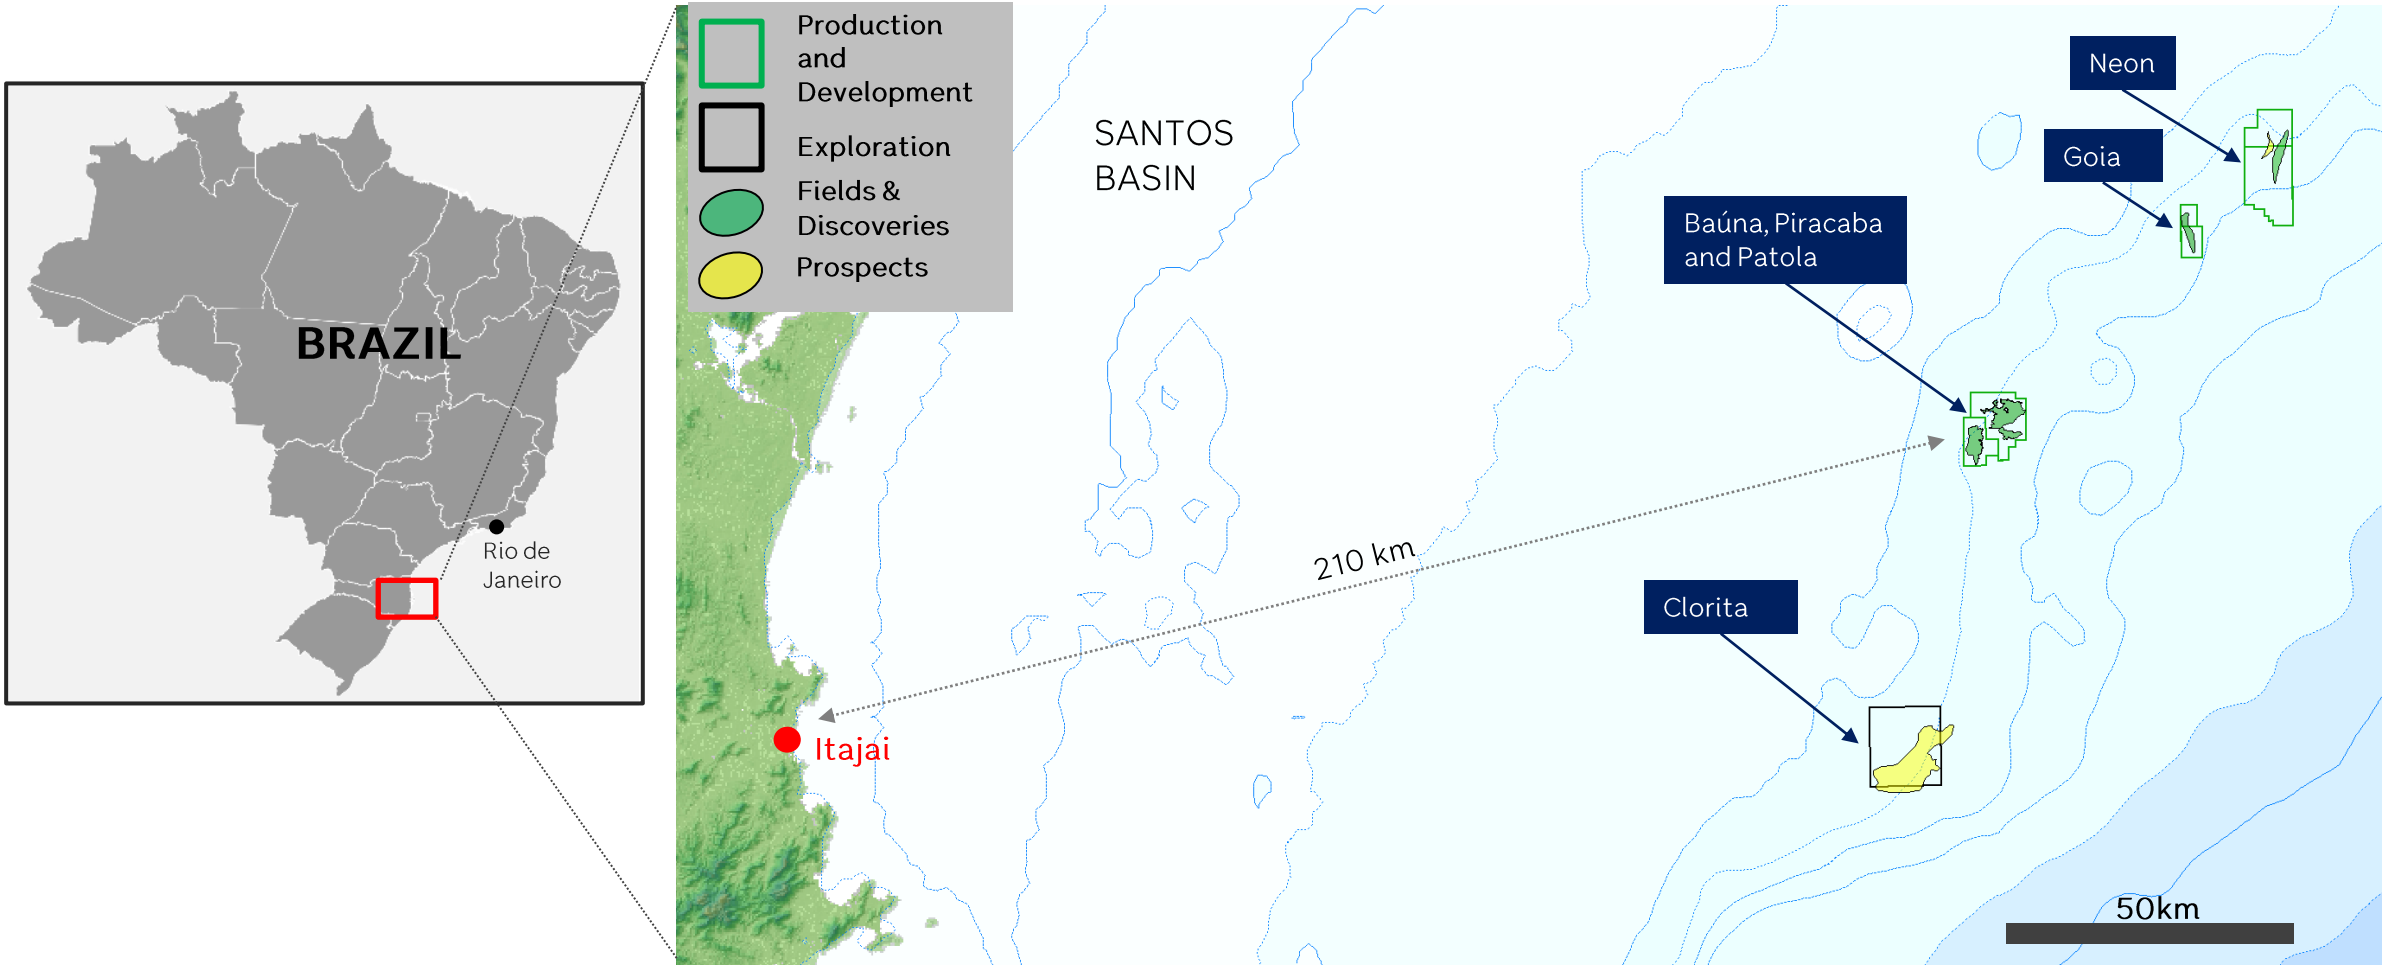 BRAZIL
Rio de
Janeiro
Production
and
Development
Exploration
Fields &
Discoveries
Prospects
SANTOS
BASIN
Neon
Goia
Baúna, Piracaba
and Patola
210 km
Clorita
Itajai
50km